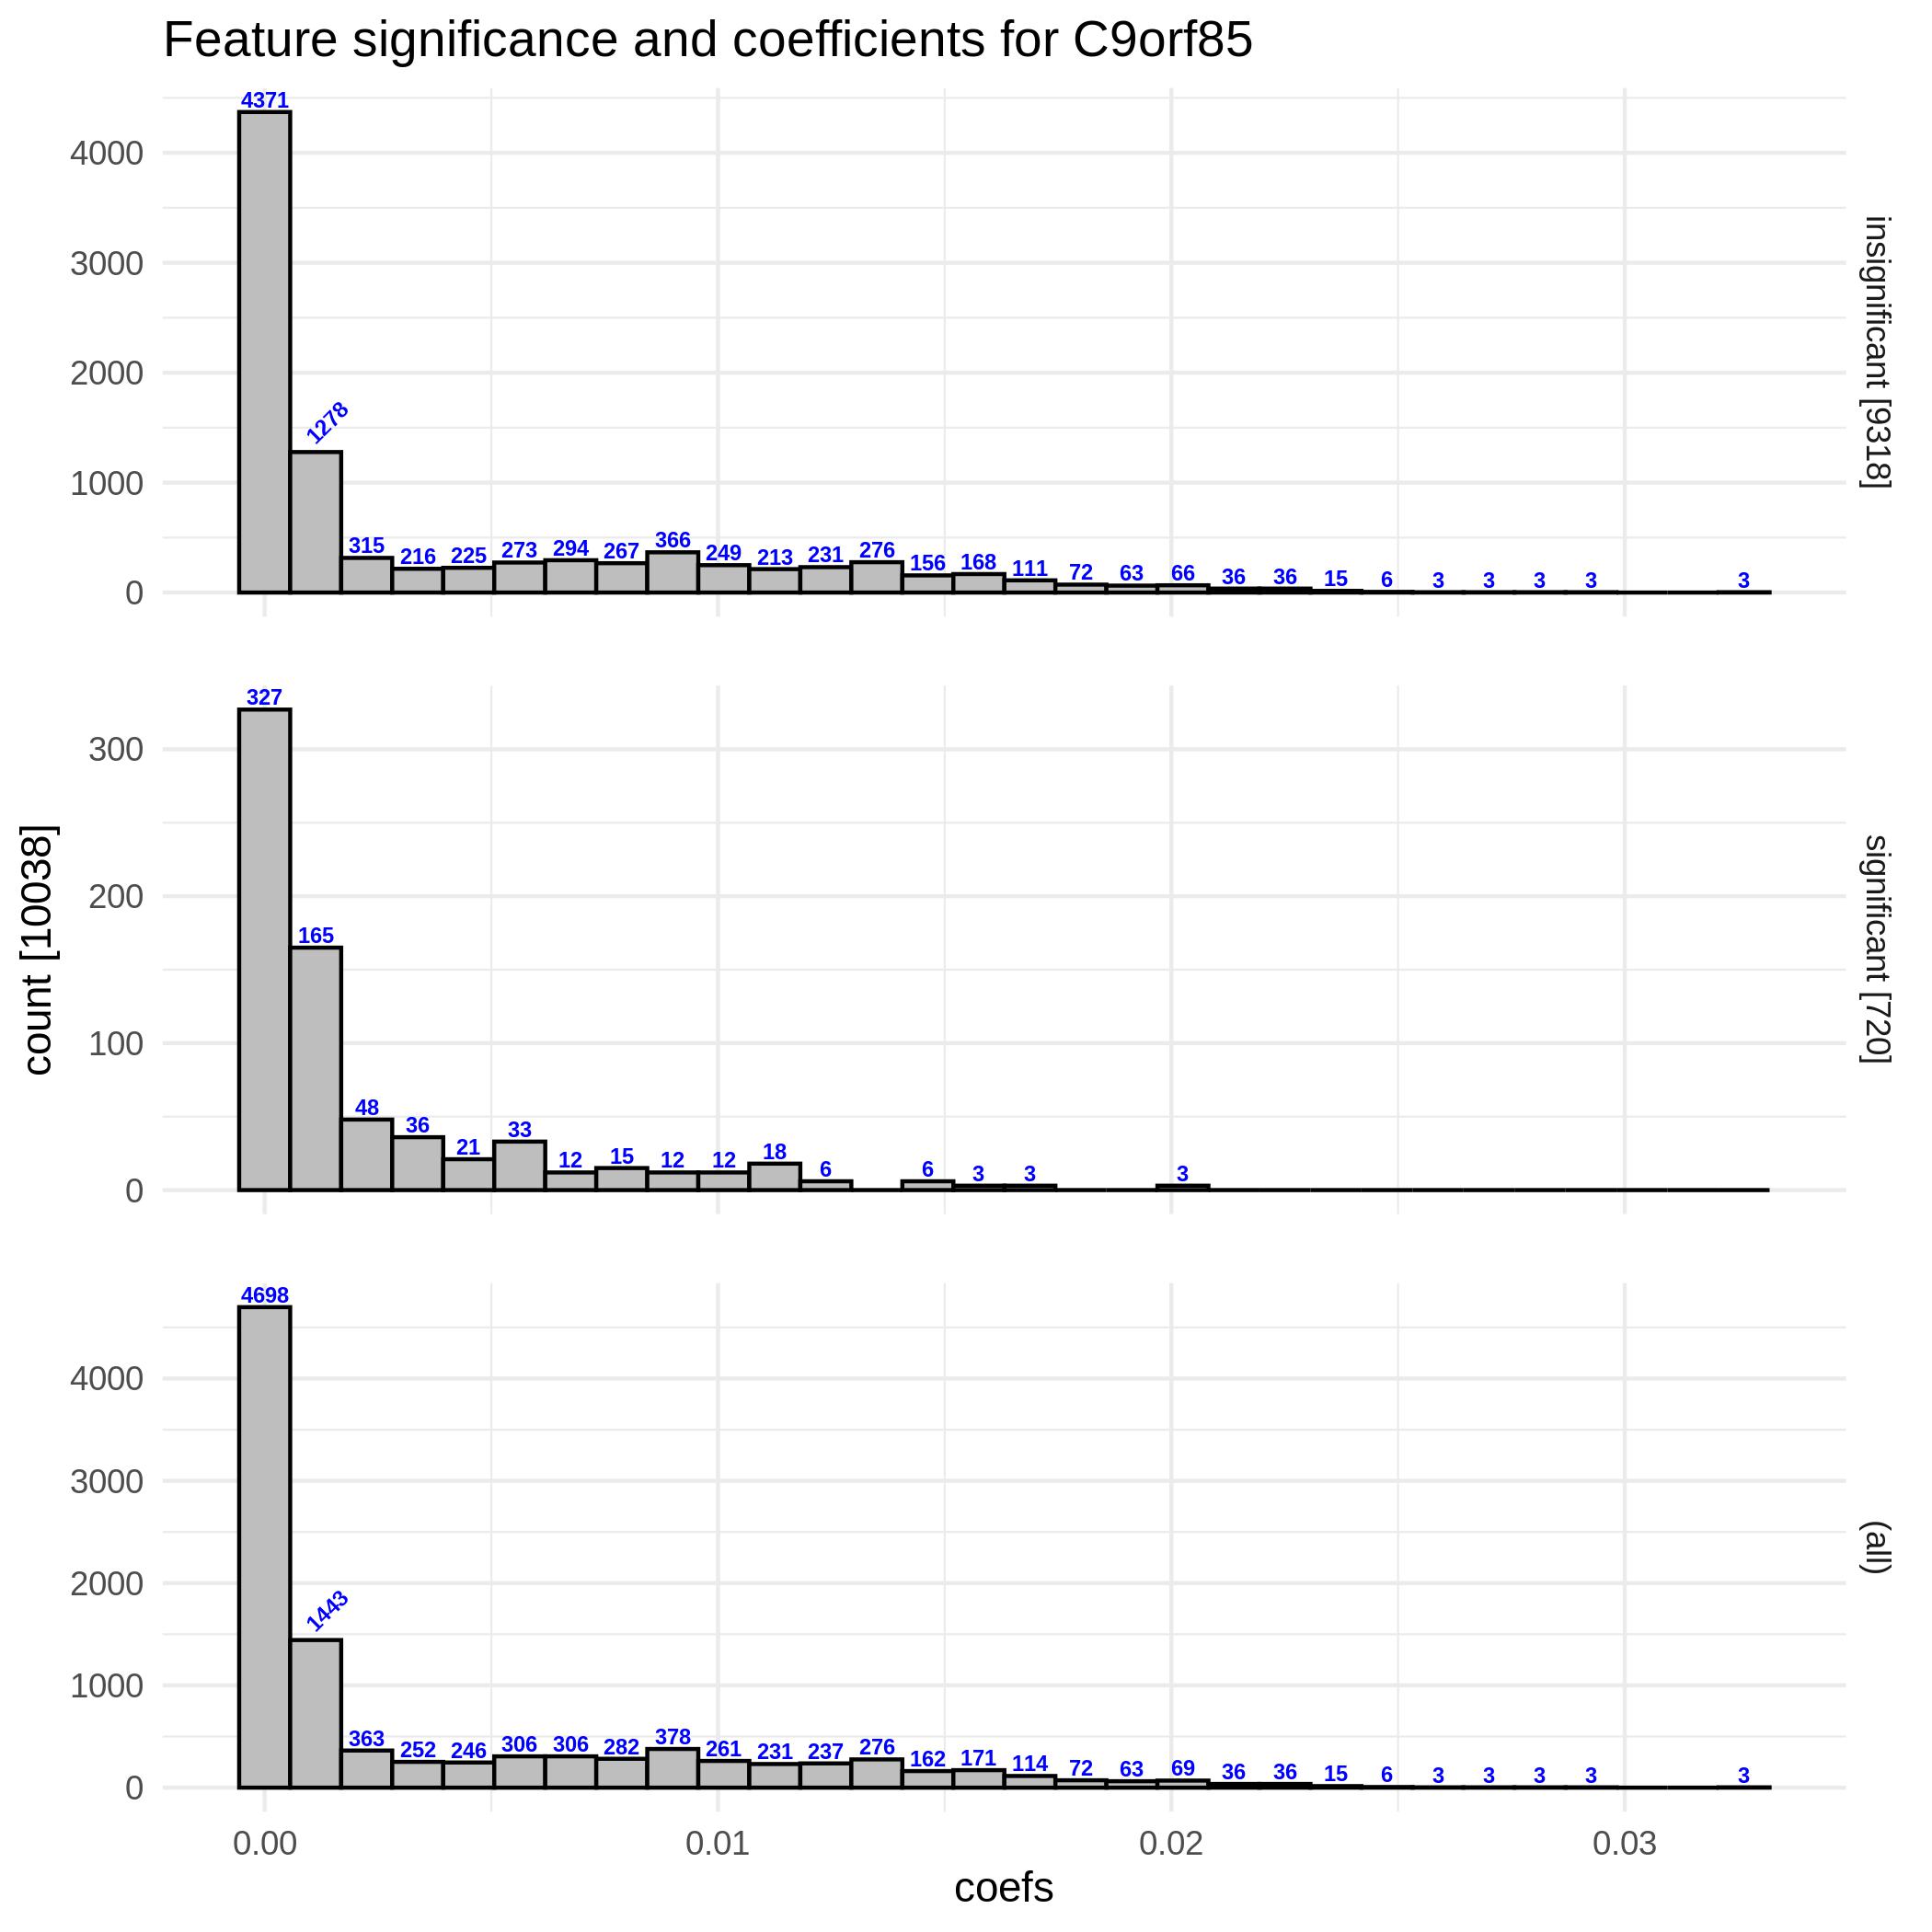 Feature significance and coefficients for C9orf85
4371
4000
3000
2000
1278
1000
315 216 225 273 294 267 366 249 213 231 276 156 168 111 72 63 66 36 36 15 6 3 3 3 3 3
0
insignificant [9318]
327
300
200
165
100
48 36 21 33 12 15 12 12 18 6 6 3 3 3
0
significant [720]
count [10038]
4698
4000
3000
2000
1443
1000
363 252 246 306 306 282 378 261 231 237 276 162 171 114 72 63 69 36 36 15 6 3 3 3 3 3
0
(all)
0.00 0.01 0.02 0.03
coefs